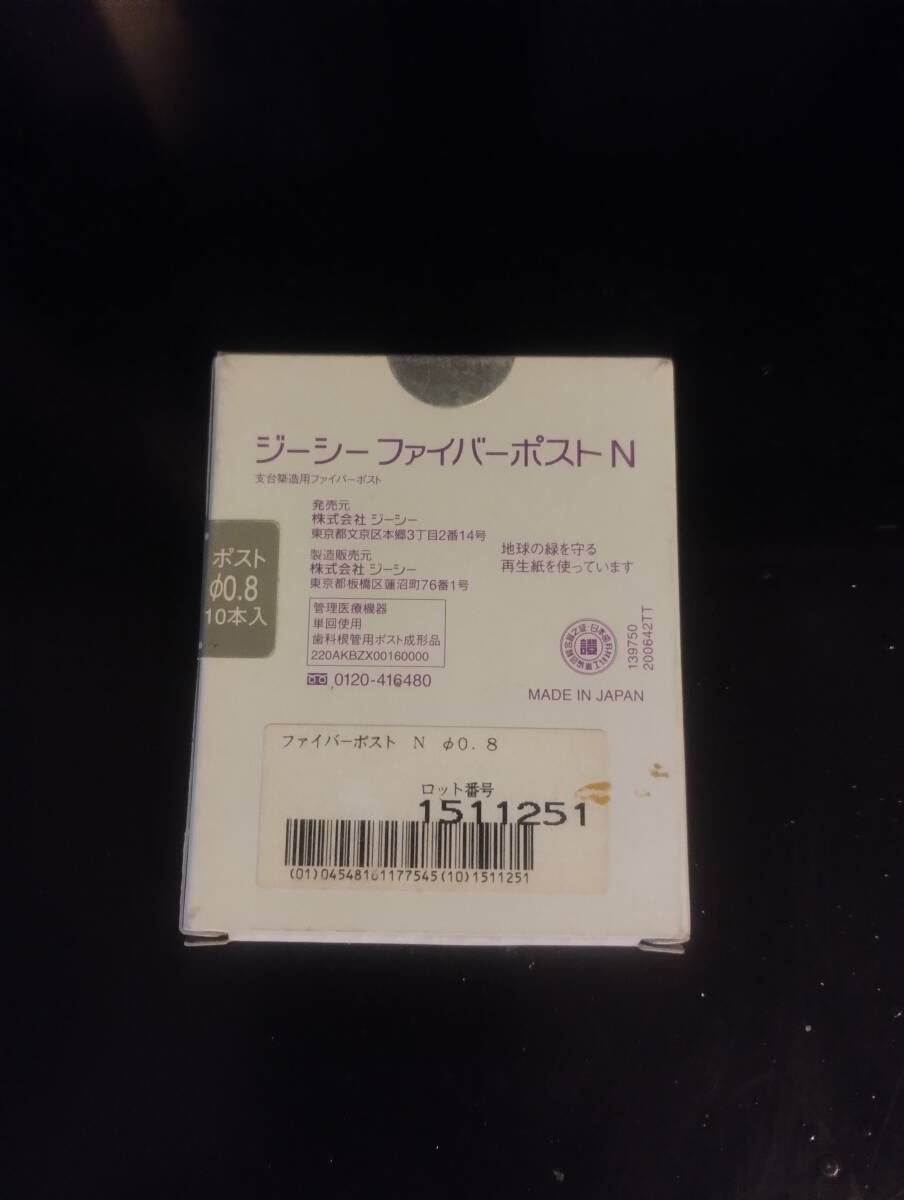 ジーシー ファイバーポスト N
支台築造用ファイバーポスト
発売元
株式会社 ジーシー
東京都文京区本郷3丁目2番14号
製造販売元
株式会社 ジーシー
東京都板橋区蓮沼町76番1号
地球の緑を守る
再生紙を使っています
ポスト
φ0.8
10本入
管理医療機器
単回使用
歯科根管用ポスト成形品
220AKBZX00160000
0120-416480
139750
200642TT
MADE IN JAPAN
ファイバーポスト N φ0.8
ロット番号
1511251
(01)04548161177545(10)1511251